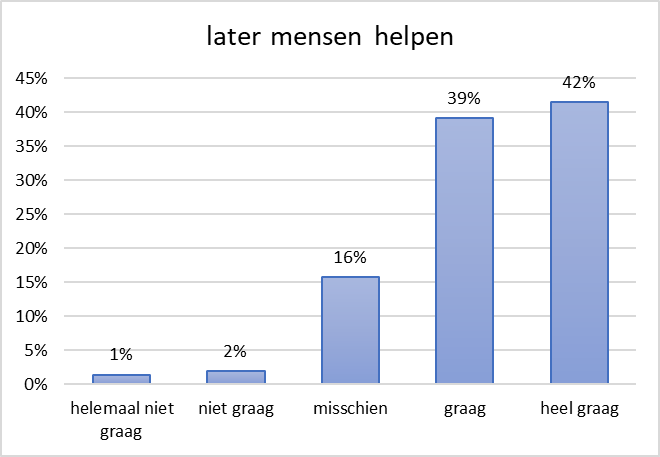 later mensen helpen
45%
40%
35%
30%
25%
20%
15%
10%
5%
0%
1%
2%
16%
39%
42%
helemaal niet
graag
niet graag
misschien
graag
heel graag